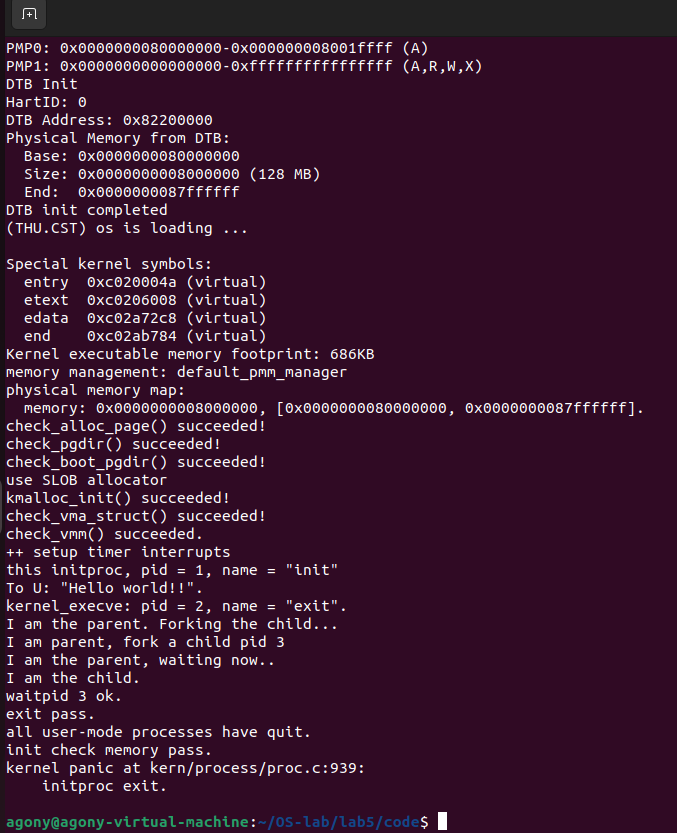 PMP0: 0x0000000080000000-0x000000008001ffff (A)
PMP1: 0x0000000000000000-0xffffffffffffffff (A,R,W,X)
DTB Init
HartID: 0
DTB Address: 0x82200000
Physical Memory from DTB:
  Base: 0x0000000080000000
  Size: 0x0000000008000000 (128 MB)
  End:  0x0000000087ffffff
DTB init completed
(THU.CST) os is loading ...

Special kernel symbols:
  entry  0xc020004a (virtual)
  etext  0xc0206008 (virtual)
  edata  0xc02a72c8 (virtual)
  end    0xc02ab784 (virtual)
Kernel executable memory footprint: 686KB
memory management: default_pmm_manager
physical memory map:
  memory: 0x0000000008000000, [0x0000000080000000, 0x0000000087ffffff].
check_alloc_page() succeeded!
check_pgdir() succeeded!
check_boot_pgdir() succeeded!
use SLOB allocator
kmalloc_init() succeeded!
check_vma_struct() succeeded!
check_vmm() succeeded.
++ setup timer interrupts
this initproc, pid = 1, name = "init"
To U: "Hello world!!".
kernel_execve: pid = 2, name = "exit".
I am the parent. Forking the child...
I am parent, fork a child pid 3
I am the parent, waiting now..
I am the child.
waitpid 3 ok.
exit pass.
all user-mode processes have quit.
init check memory pass.
kernel panic at kern/process/proc.c:939:
    initproc exit.

agony@agony-virtual-machine:~/OS-lab/lab5/code$